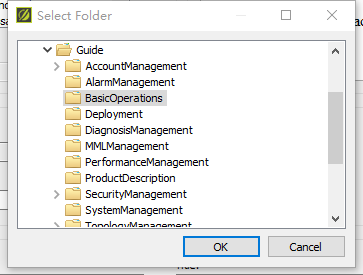 Select Folder
Guide
AccountManagement
AlarmManagement
BasicOperations
Deployment
DiagnosisManagement
MMLManagement
PerformanceManagement
ProductDescription
SecurityManagement
SystemManagement
TopologyManagement
OK
Cancel